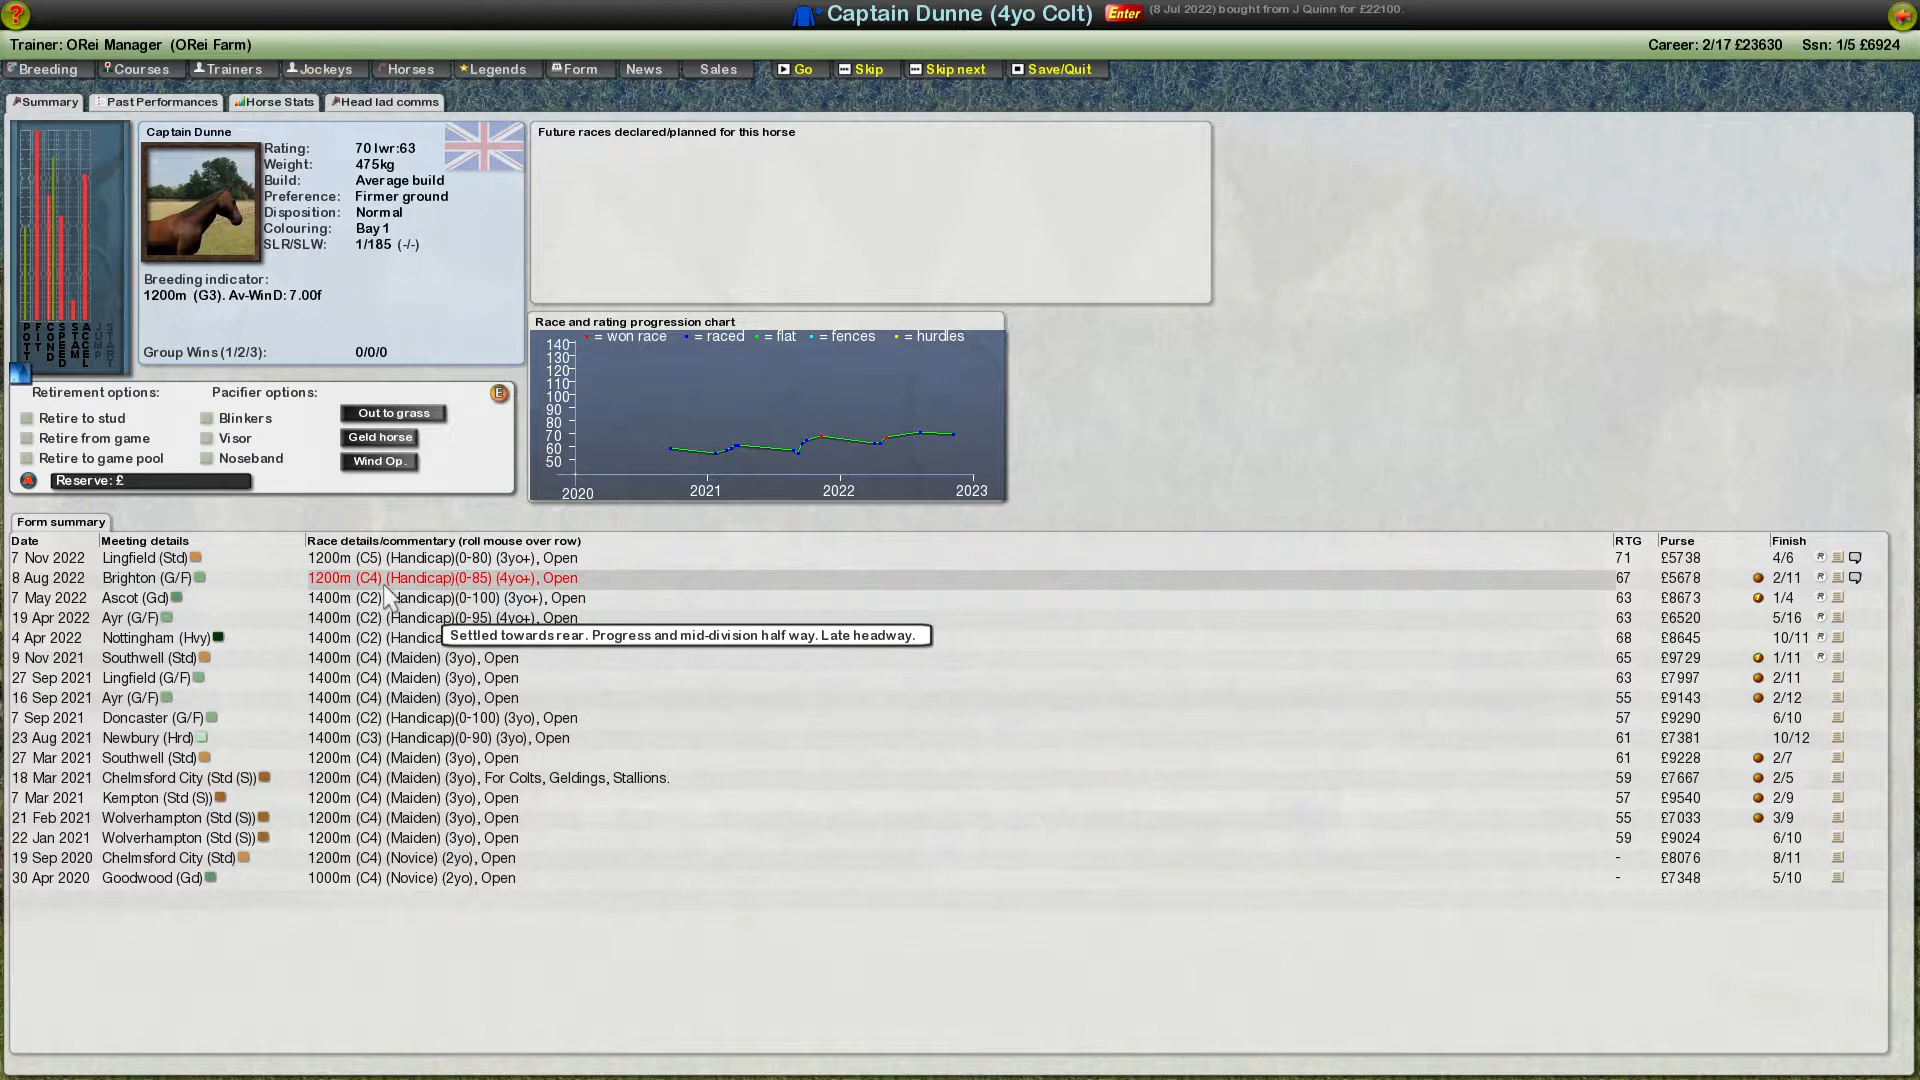 Captain Dunne (4yo Colt) Enter (8 Jul 2022) bought from J Quinn for £22100.
Trainer: ORei Manager (ORei Farm) Career: 2/17 £23630 Ssn: 1/5 £6924
Breeding Courses Trainers Jockeys Horses Legends Form News Sales Go Skip Skip next Save/Quit
Summary Past Performances Horse Stats Head lad comms
Captain Dunne
Rating: 70 lwr:63
Weight: 475kg
Build: Average build
Preference: Firmer ground
Disposition: Normal
Colouring: Bay 1
SLR/SLW: 1/185 (-/-)
Breeding indicator:
1200m (G3). Av-WinD: 7.00f
Group Wins (1/2/3): 0/0/0
POTT FIT COND SPEED STAM ACCEL JUMP START
Future races declared/planned for this horse
Race and rating progression chart
= won race = raced = flat = fences = hurdles
140
130
120
110
100
90
80
70
60
50
2020 2021 2022 2023
Retirement options: Pacifier options: E
Retire to stud Blinkers Out to grass
Retire from game Visor Geld horse
Retire to game pool Noseband Wind Op.
A Reserve: £
Form summary
Date Meeting details Race details/commentary (roll mouse over row) RTG Purse Finish
7 Nov 2022 Lingfield (Std) 1200m (C5) (Handicap)(0-80) (3yo+), Open 71 £5738 4/6 R
8 Aug 2022 Brighton (G/F) 1200m (C4) (Handicap)(0-85) (4yo+), Open 67 £5678 2/11 R
7 May 2022 Ascot (Gd) 1400m (C2) Handicap)(0-100) (3yo+), Open 63 £8673 1/4 R
19 Apr 2022 Ayr (G/F) 1400m (C2) (Handicap)(0-95) (4yo+), Open 63 £6520 5/16 R
4 Apr 2022 Nottingham (Hvy) 1400m (C2) (Handica 68 £8645 10/11 R
Settled towards rear. Progress and mid-division half way. Late headway.
9 Nov 2021 Southwell (Std) 1400m (C4) (Maiden) (3yo), Open 65 £9729 1/11 R
27 Sep 2021 Lingfield (G/F) 1400m (C4) (Maiden) (3yo), Open 63 £7997 2/11
16 Sep 2021 Ayr (G/F) 1400m (C4) (Maiden) (3yo), Open 55 £9143 2/12
7 Sep 2021 Doncaster (G/F) 1400m (C2) (Handicap)(0-100) (3yo), Open 57 £9290 6/10
23 Aug 2021 Newbury (Hrd) 1400m (C3) (Handicap)(0-90) (3yo), Open 61 £7381 10/12
27 Mar 2021 Southwell (Std) 1200m (C4) (Maiden) (3yo), Open 61 £9228 2/7
18 Mar 2021 Chelmsford City (Std (S)) 1200m (C4) (Maiden) (3yo), For Colts, Geldings, Stallions. 59 £7667 2/5
7 Mar 2021 Kempton (Std (S)) 1200m (C4) (Maiden) (3yo), Open 57 £9540 2/9
21 Feb 2021 Wolverhampton (Std (S)) 1200m (C4) (Maiden) (3yo), Open 55 £7033 3/9
22 Jan 2021 Wolverhampton (Std (S)) 1200m (C4) (Maiden) (3yo), Open 59 £9024 6/10
19 Sep 2020 Chelmsford City (Std) 1200m (C4) (Novice) (2yo), Open - £8076 8/11
30 Apr 2020 Goodwood (Gd) 1000m (C4) (Novice) (2yo), Open - £7348 5/10